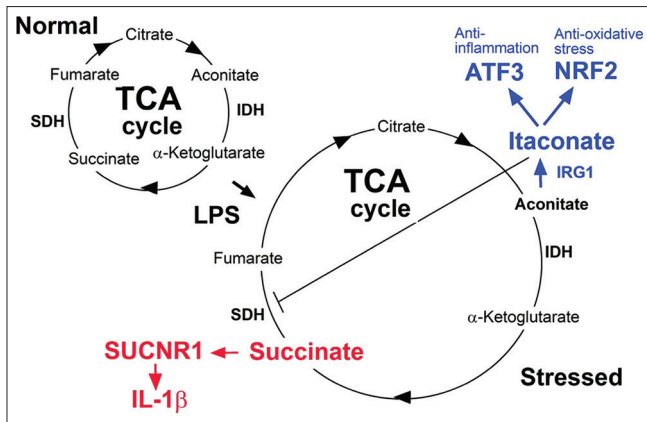 Normal
Citrate
Fumarate
Aconitate
TCA
cycle
SDH
IDH
Succinate
α-Ketoglutarate
LPS
Anti-
inflammation
ATF3
Anti-oxidative
stress
NRF2
Itaconate
IRG1
Citrate
TCA
cycle
Aconitate
Fumarate
IDH
SDH
α-Ketoglutarate
SUCNR1
Succinate
IL-1β
Stressed